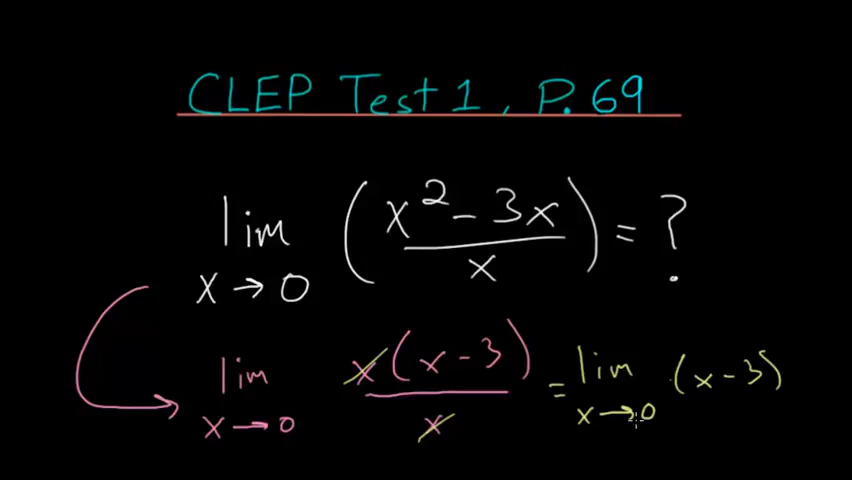 CLEP Test 1, P. 69
lim x → 0 (x² - 3x / x) = ?
lim x → 0 x(x - 3) / x = lim x → 0 (x - 3)